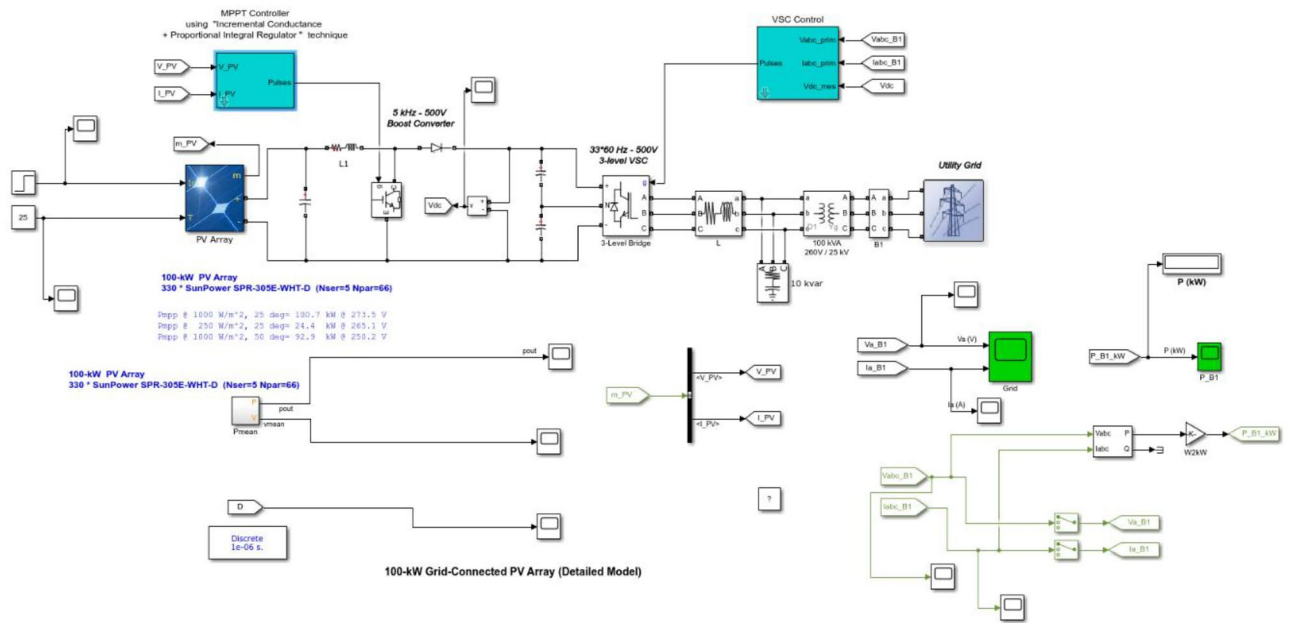 MPPT Controller
using "Incremental Conductance
+ Proportional Integral Regulator " technique
V_PV
I_PV
V_PV
I_PV
Pulses
VSC Control
Pulses
Vabc_prim
Iabc_prim
Vdc_mes
Vabc_B1
Iabc_B1
Vdc
5 kHz - 500V
Boost Converter
m_PV
L1
25
m
T
+
-
PV Array
g
C
E
Vdc
v
+
-
33*60 Hz - 500V
3-level VSC
g
+
N
-
A
B
C
3-Level Bridge
A
B
C
a
b
c
L
A
B
C
10 kvar
a
b
c
A
B
C
100 kVA
260V / 25 kV
A
B
C
a
b
c
B1
Utility Grid
100-kW PV Array
330 * SunPower SPR-305E-WHT-D (Nser=5 Npar=66)
Pmpp @ 1000 W/m^2, 25 deg= 100.7 kW @ 273.5 V
Pmpp @ 250 W/m^2, 25 deg= 24.4 kW @ 265.1 V
Pmpp @ 1000 W/m^2, 50 deg= 92.9 kW @ 250.2 V
100-kW PV Array
330 * SunPower SPR-305E-WHT-D (Nser=5 Npar=66)
P
V
pout
vmean
Pmean
pout
D
Discrete
1e-06 s.
m_PV
<V_PV>
<I_PV>
V_PV
I_PV
?
Va_B1
Ia_B1
Va (V)
Ia (A)
Grid
P (kW)
P_B1_kW
P (kW)
P_B1
Vabc
Iabc
P
Q
-K-
W2kW
P_B1_kW
Vabc_B1
Iabc_B1
Va_B1
Ia_B1
100-kW Grid-Connected PV Array (Detailed Model)